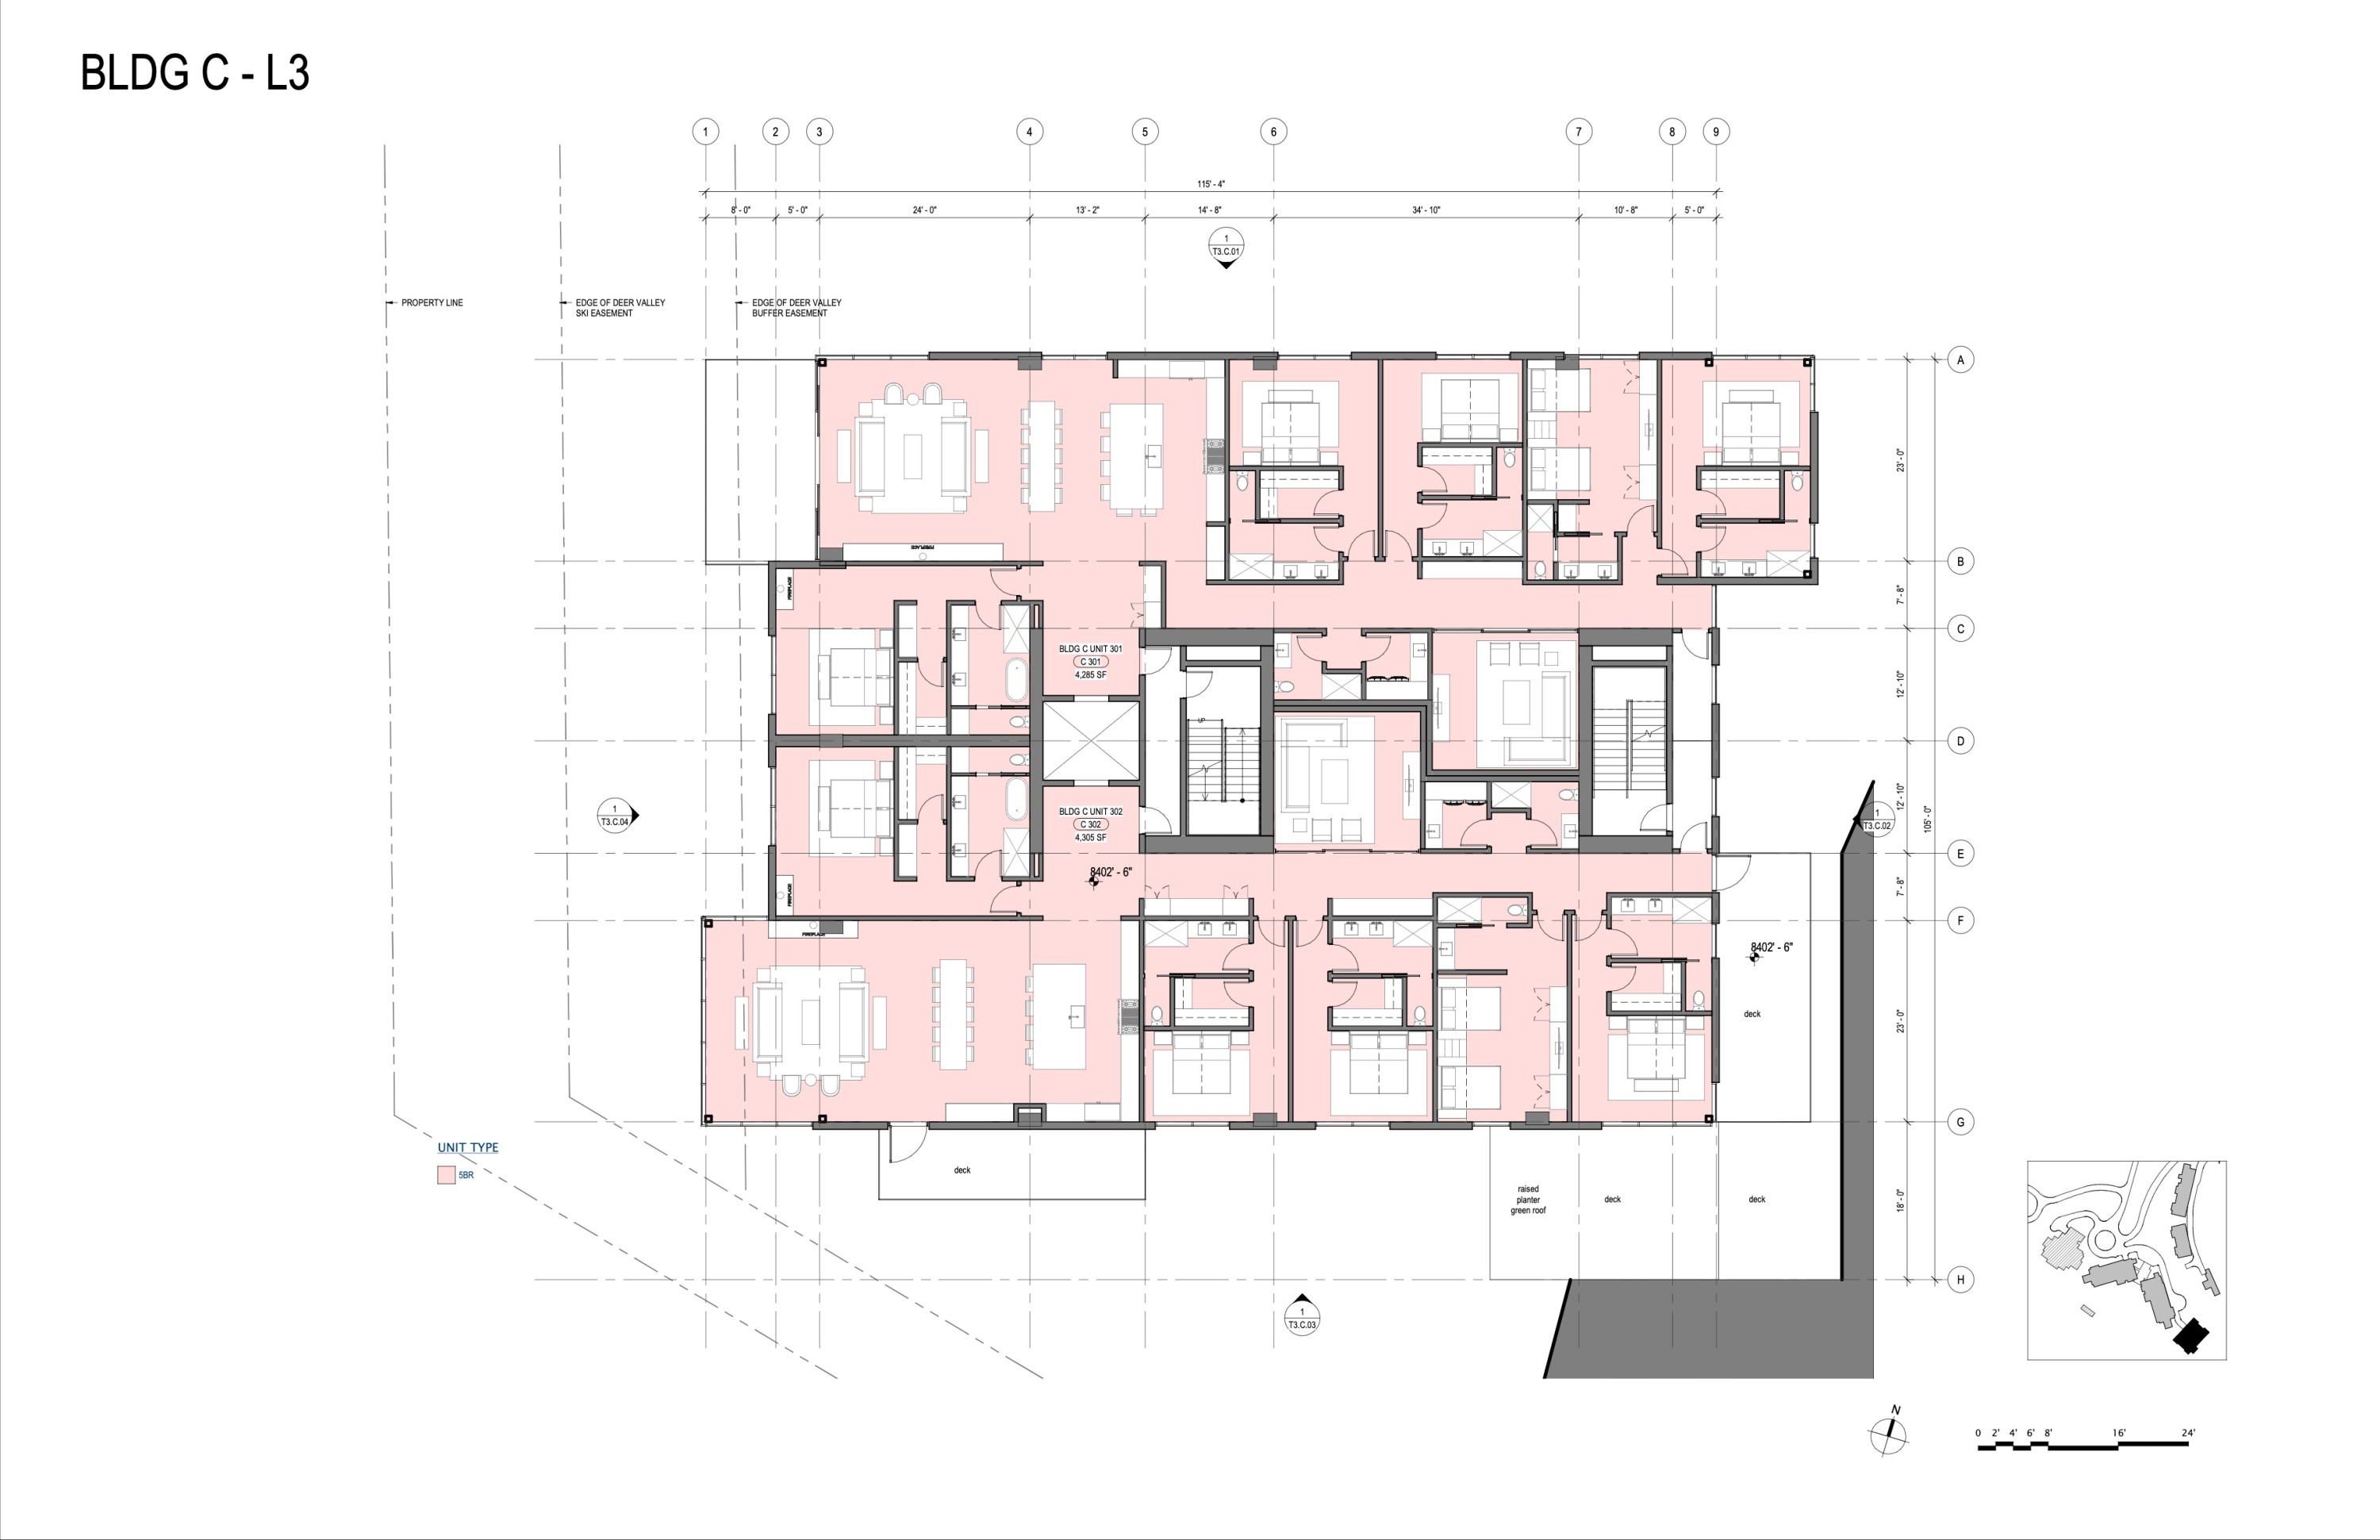 BLDG C - L3
1
2
3
4
5
6
7
8
9
115' - 4"
8' - 0"
5' - 0"
24' - 0"
13' - 2"
14' - 8"
34' - 10"
10' - 8"
5' - 0"
1
T3.C.01
PROPERTY LINE
EDGE OF DEER VALLEY
SKI EASEMENT
EDGE OF DEER VALLEY
BUFFER EASEMENT
A
23' - 0"
FIREPLACE
B
FIREPLACE
7' - 8"
C
BLDG C UNIT 301
C 301
4,285 SF
12' - 10"
UP
D
1
T3.C.04
BLDG C UNIT 302
C 302
4,305 SF
12' - 10"
105' - 0"
1
T3.C.02
E
8402' - 6"
FIREPLACE
7' - 8"
F
FIREPLACE
8402' - 6"
deck
23' - 0"
G
UNIT TYPE
5BR
deck
raised
planter
green roof
deck
deck
18' - 0"
H
1
T3.C.03
N
0 2' 4' 6' 8' 16' 24'